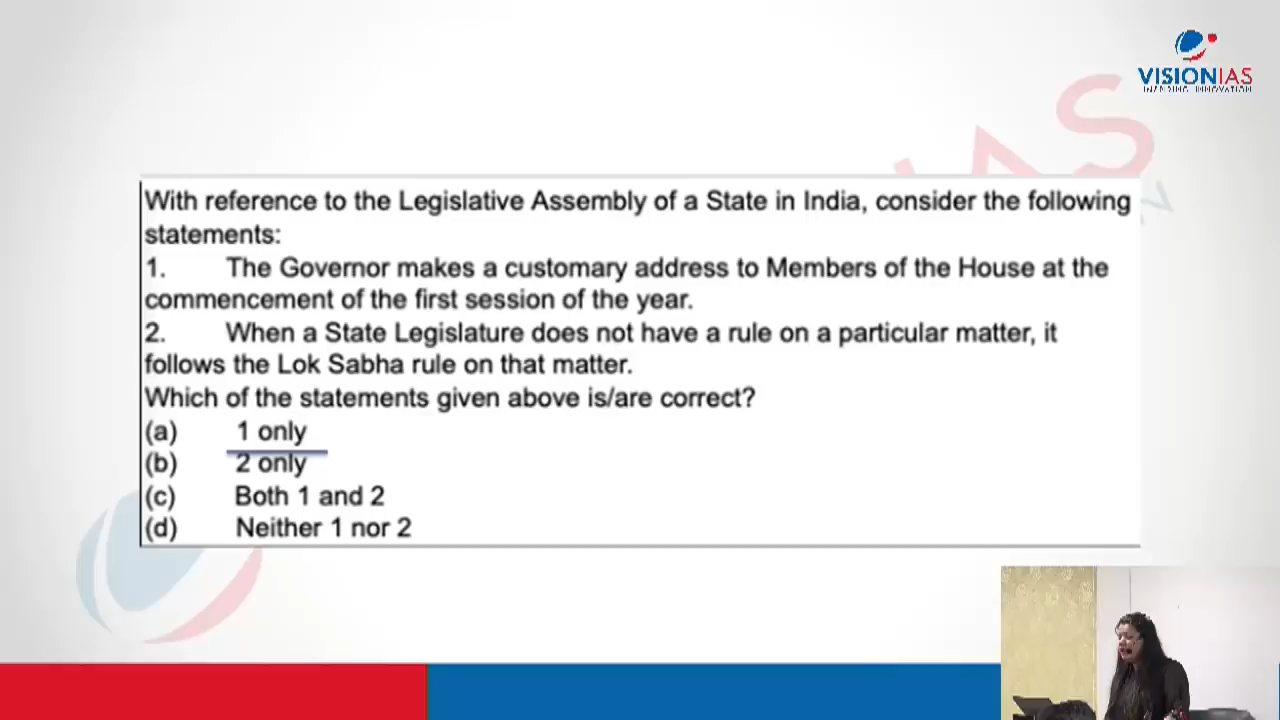 VISIONIAS
INSPIRING INNOVATION
With reference to the Legislative Assembly of a State in India, consider the following
statements:
1. The Governor makes a customary address to Members of the House at the
commencement of the first session of the year.
2. When a State Legislature does not have a rule on a particular matter, it
follows the Lok Sabha rule on that matter.
Which of the statements given above is/are correct?
(a) 1 only
(b) 2 only
(c) Both 1 and 2
(d) Neither 1 nor 2